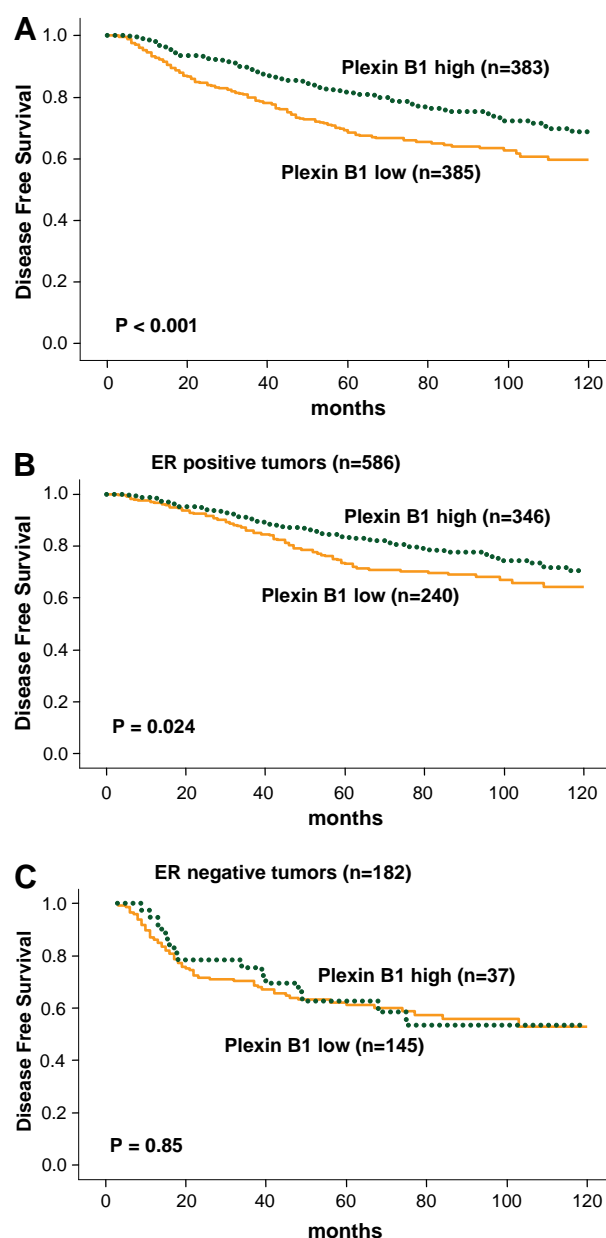 A
1.0
Plexin B1 high (n=383)
0.8
0.6
Plexin B1 low (n=385)
0.4
0.2
P < 0.001
0.0
Disease Free Survival
0 20 40 60 80 100 120
months
B
ER positive tumors (n=586)
1.0
Plexin B1 high (n=346)
0.8
0.6
Plexin B1 low (n=240)
0.4
0.2
P = 0.024
0.0
Disease Free Survival
0 20 40 60 80 100 120
months
C
ER negative tumors (n=182)
1.0
0.8
Plexin B1 high (n=37)
0.6
Plexin B1 low (n=145)
0.4
0.2
P = 0.85
0.0
Disease Free Survival
0 20 40 60 80 100 120
months